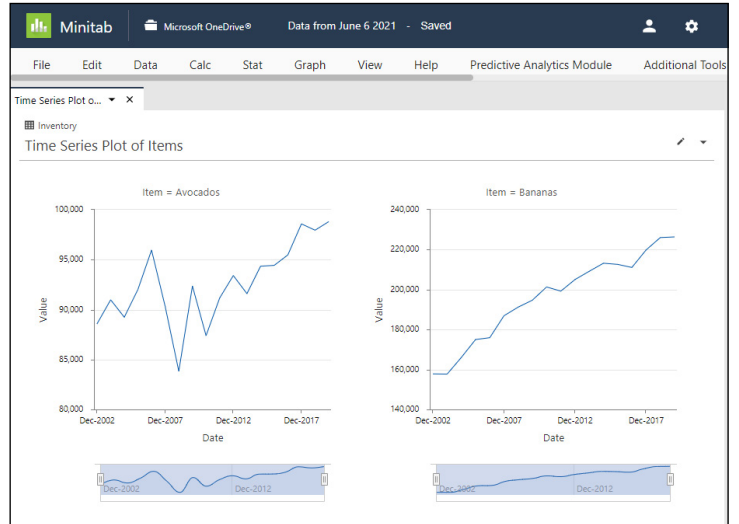 Minitab Microsoft OneDrive® Data from June 6 2021 - Saved
File Edit Data Calc Stat Graph View Help Predictive Analytics Module Additional Tools
Time Series Plot o...
Inventory
Time Series Plot of Items
Item = Avocados
100,000
95,000
90,000
85,000
80,000
Value
Dec-2002 Dec-2007 Dec-2012 Dec-2017
Date
Dec-2002 Dec-2012
Item = Bananas
240,000
220,000
200,000
180,000
160,000
140,000
Value
Dec-2002 Dec-2007 Dec-2012 Dec-2017
Date
Dec-2002 Dec-2012